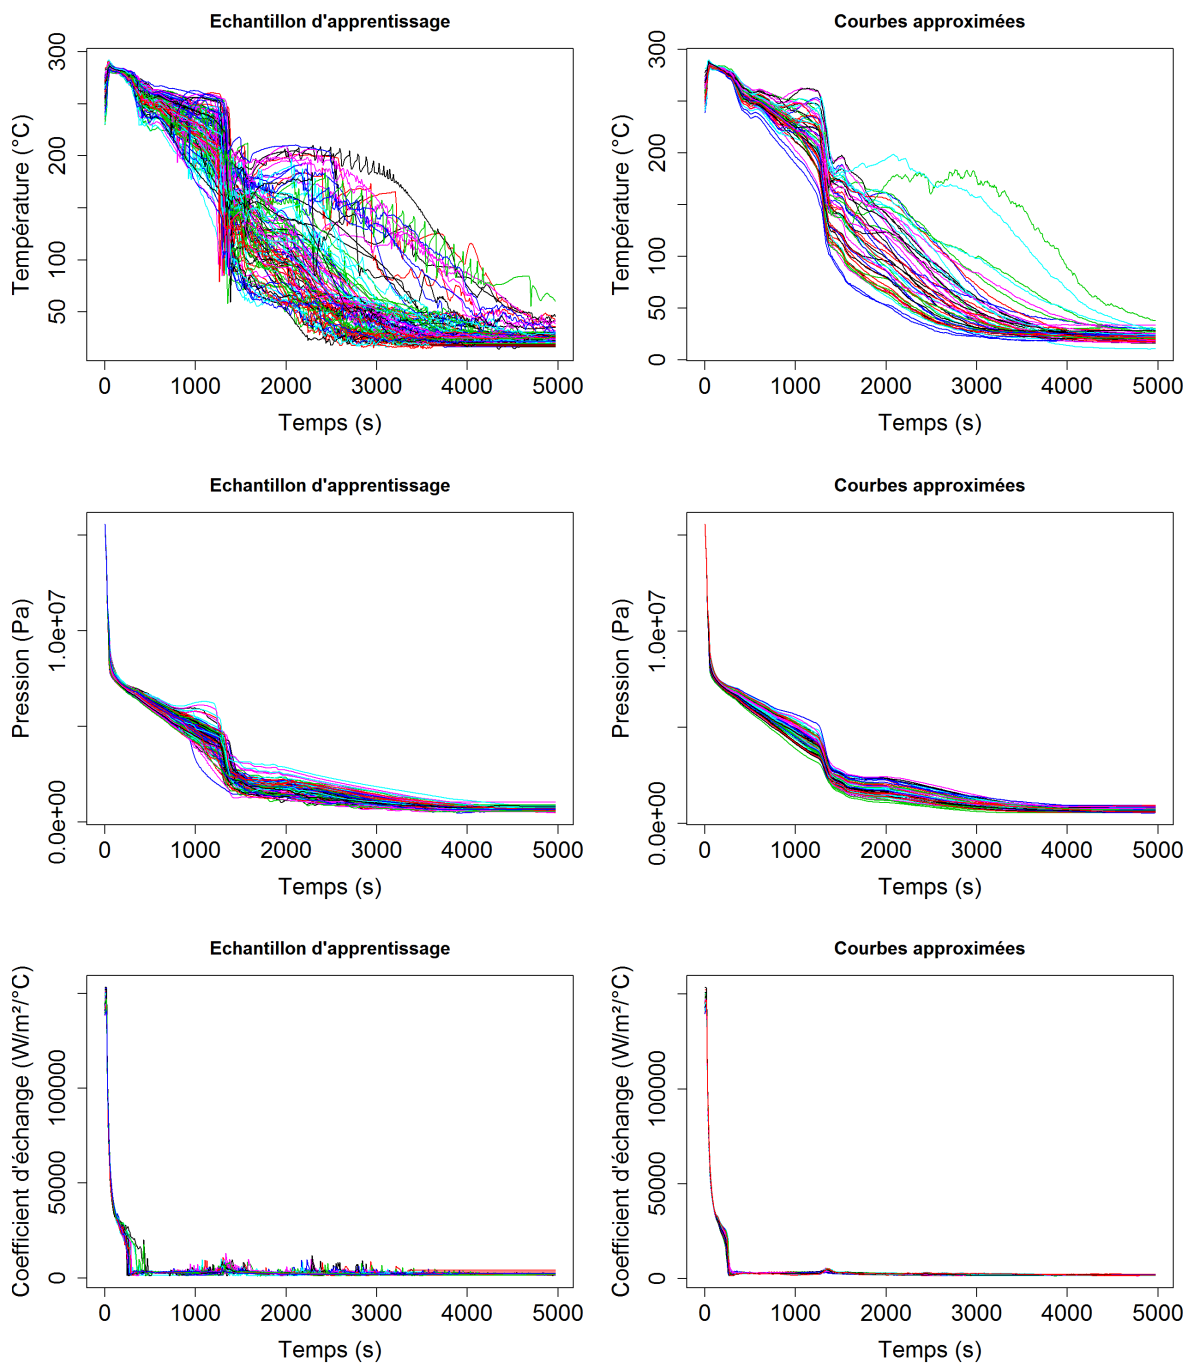 Echantillon d'apprentissage
Courbes approximées
Température (°C)
300
200
100
50
0 1000 2000 3000 4000 5000
Temps (s)
Température (°C)
300
200
100
50
0
0 1000 2000 3000 4000 5000
Temps (s)
Echantillon d'apprentissage
Courbes approximées
Pression (Pa)
1.0e+07
0.0e+00
0 1000 2000 3000 4000 5000
Temps (s)
Pression (Pa)
1.0e+07
0.0e+00
0 1000 2000 3000 4000 5000
Temps (s)
Echantillon d'apprentissage
Courbes approximées
Coefficient d'échange (W/m²/°C)
100000
50000
0
0 1000 2000 3000 4000 5000
Temps (s)
Coefficient d'échange (W/m²/°C)
100000
50000
0
0 1000 2000 3000 4000 5000
Temps (s)